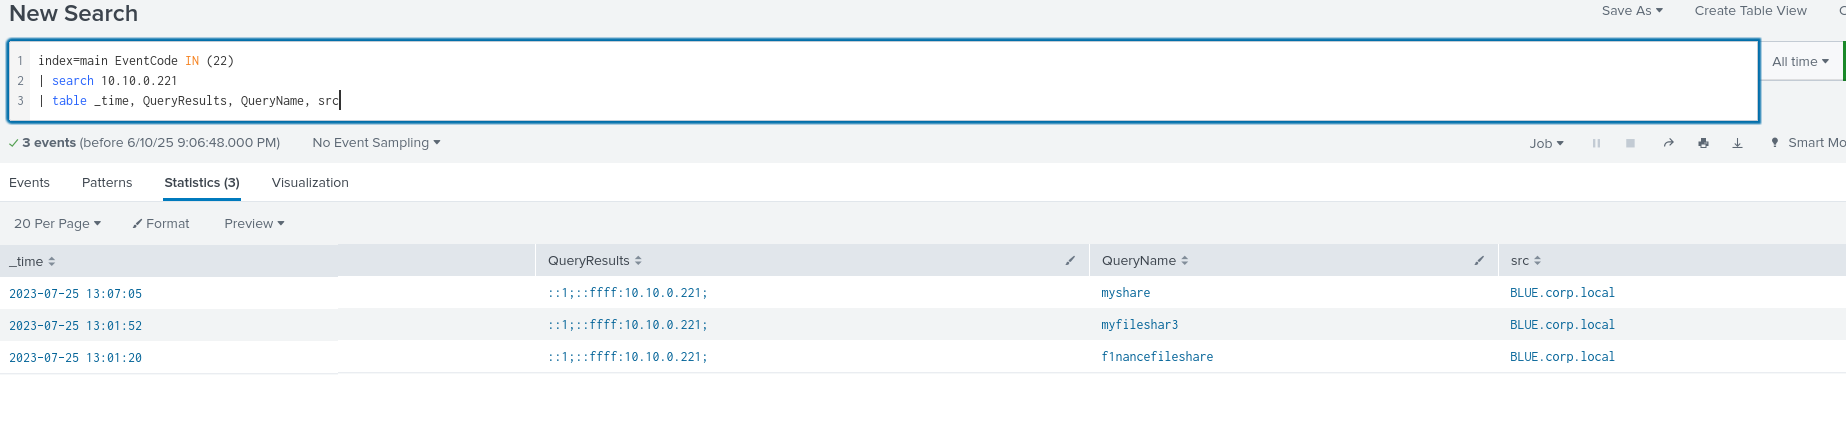 New Search
Save As Create Table View
1 index=main EventCode IN (22)
2 | search 10.10.0.221
3 | table _time, QueryResults, QueryName, src
All time
3 events (before 6/10/25 9:06:48.000 PM) No Event Sampling Job Smart Mo
Events Patterns Statistics (3) Visualization
20 Per Page Format Preview
_time QueryResults QueryName src
2023-07-25 13:07:05 ::1;::ffff:10.10.0.221; myshare BLUE.corp.local
2023-07-25 13:01:52 ::1;::ffff:10.10.0.221; myfileshar3 BLUE.corp.local
2023-07-25 13:01:20 ::1;::ffff:10.10.0.221; f1nancefileshare BLUE.corp.local